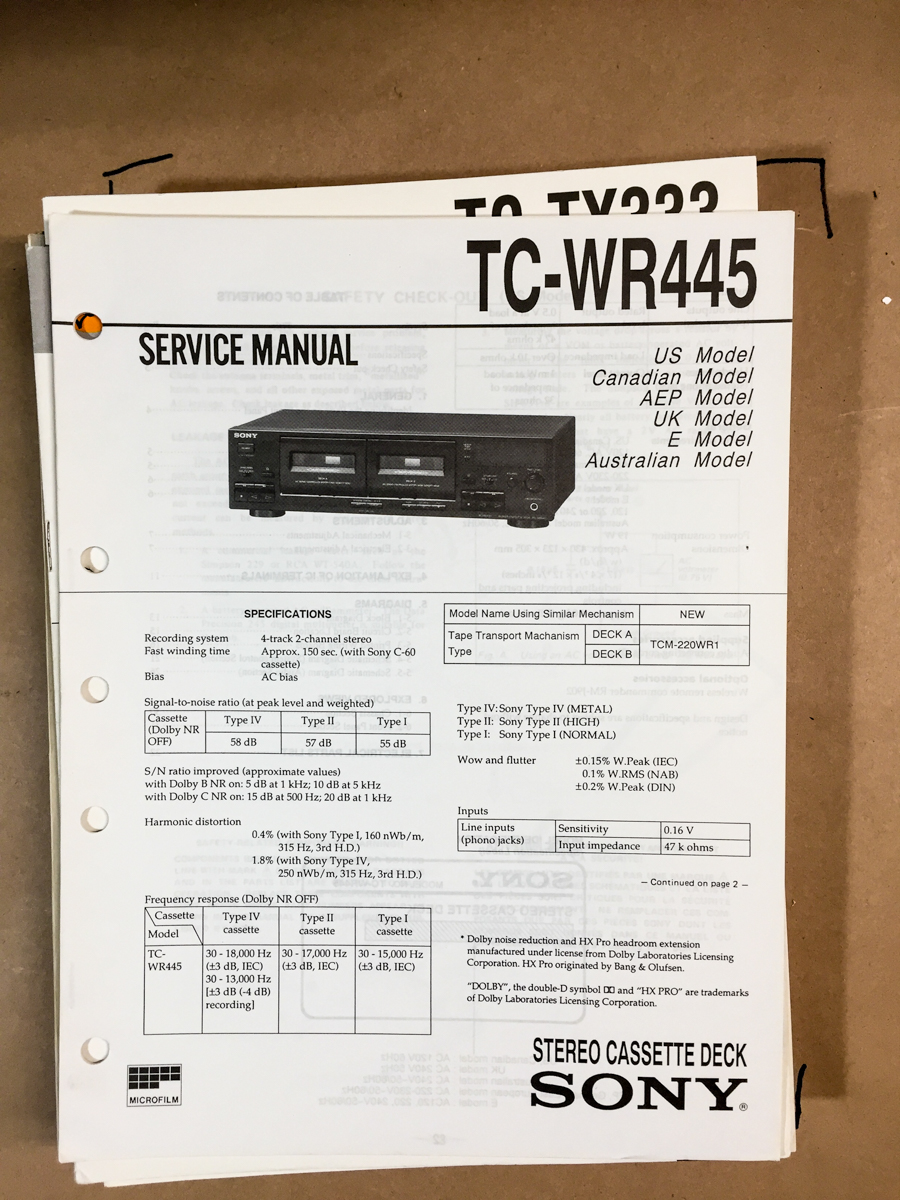 TC-TX333
TC-WR445
SERVICE MANUAL
US Model
Canadian Model
AEP Model
UK Model
E Model
Australian Model
SONY
SPECIFICATIONS
Recording system 4-track 2-channel stereo
Fast winding time Approx. 150 sec. (with Sony C-60
cassette)
Bias AC bias
Signal-to-noise ratio (at peak level and weighted)
Cassette (Dolby NR OFF) Type IV Type II Type I
58 dB 57 dB 55 dB
S/N ratio improved (approximate values)
with Dolby B NR on: 5 dB at 1 kHz; 10 dB at 5 kHz
with Dolby C NR on: 15 dB at 500 Hz; 20 dB at 1 kHz
Harmonic distortion
0.4% (with Sony Type I, 160 nWb/m,
315 Hz, 3rd H.D.)
1.8% (with Sony Type IV,
250 nWb/m, 315 Hz, 3rd H.D.)
Frequency response (Dolby NR OFF)
Cassette Type IV Type II Type I
Model cassette cassette cassette
TC- 30 - 18,000 Hz 30 - 17,000 Hz 30 - 15,000 Hz
WR445 (±3 dB, IEC) (±3 dB, IEC) (±3 dB, IEC)
30 - 13,000 Hz
[±3 dB (-4 dB)
recording]
MICROFILM
Model Name Using Similar Mechanism NEW
Tape Transport Machanism Type DECK A TCM-220WR1
DECK B
Type IV: Sony Type IV (METAL)
Type II: Sony Type II (HIGH)
Type I: Sony Type I (NORMAL)
Wow and flutter ±0.15% W.Peak (IEC)
0.1% W.RMS (NAB)
±0.2% W.Peak (DIN)
Inputs
Line inputs (phono jacks) Sensitivity 0.16 V
Input impedance 47 k ohms
— Continued on page 2 —
* Dolby noise reduction and HX Pro headroom extension
manufactured under license from Dolby Laboratories Licensing
Corporation. HX Pro originated by Bang & Olufsen.
"DOLBY", the double-D symbol and "HX PRO" are trademarks
of Dolby Laboratories Licensing Corporation.
STEREO CASSETTE DECK
SONY®